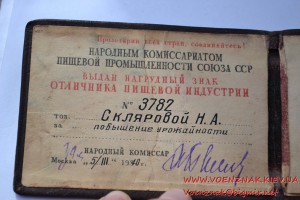 Пролетарии всех стран, соединяйтесь!
НАРОДНЫМ КОМИССАРИАТОМ
ПИЩЕВОЙ ПРОМЫШЛЕННОСТИ СОЮЗА ССР
ВЫДАН НАГРУДНЫЙ ЗНАК
ОТЛИЧНИКА ПИЩЕВОЙ ИНДУСТРИИ
№ 3782
тов. Скляровой Н.А.
за повышение урожайности
НАРОДНЫЙ КОМИССАР
Москва "5/III" 1940г.
WWW.VOENZNAK.KIEV.UA